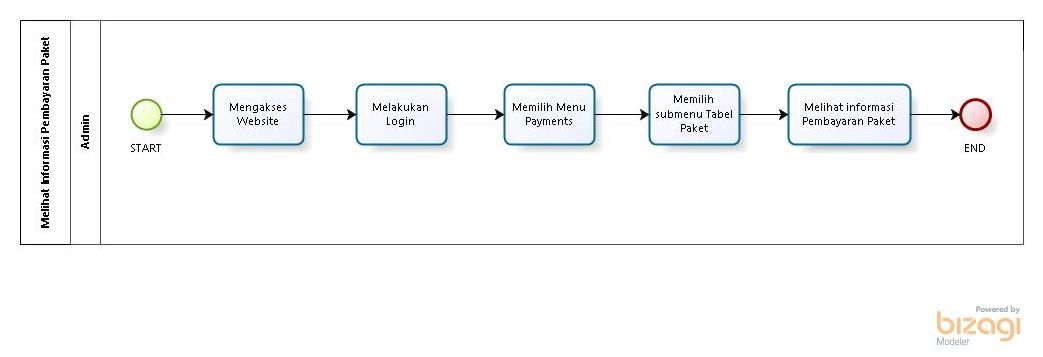 Melihat Informasi Pembayaran Paket
Admin
START
Mengakses
Website
Melakukan
Login
Memilih Menu
Payments
Memilih
submenu Tabel
Paket
Melihat informasi
Pembayaran Paket
END
Powered by
bizagi
Modeler